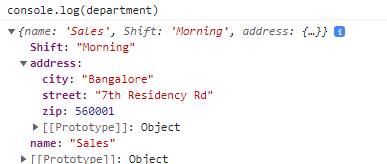 console.log(department)
▼{name: 'Sales', Shift: 'Morning', address: {…}} i
Shift: "Morning"
▼address:
city: "Bangalore"
street: "7th Residency Rd"
zip: 560001
▶[[Prototype]]: Object
name: "Sales"
▶[[Prototype]]: Object